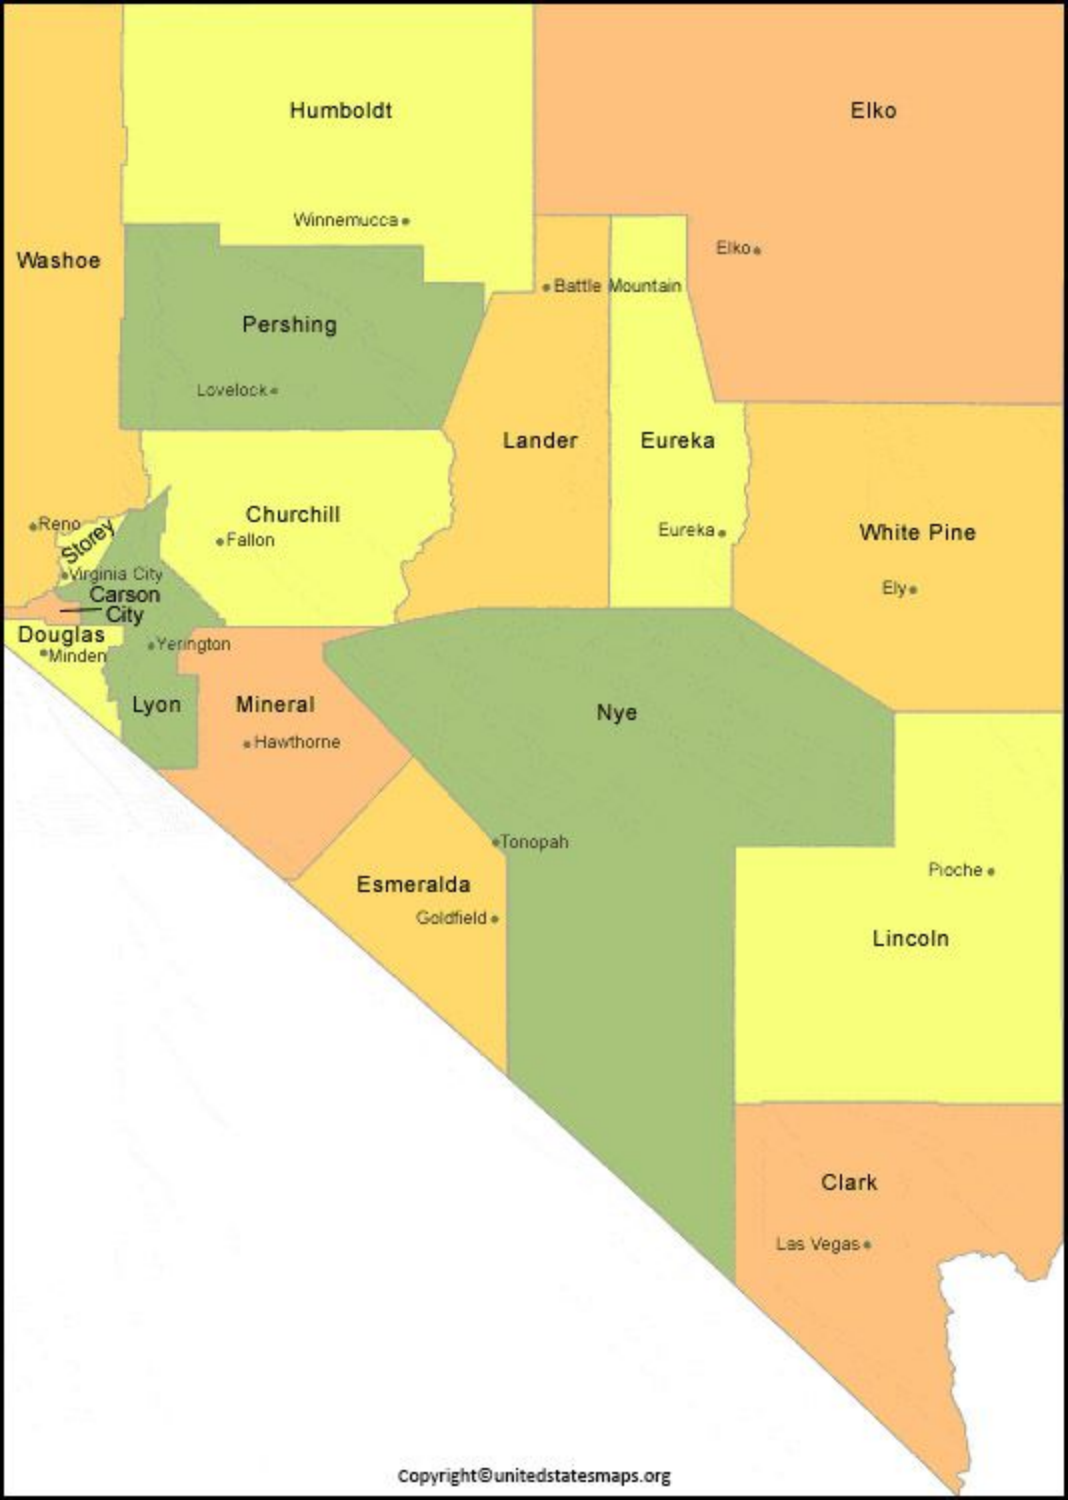 Humboldt
Elko
Winnemucca
Elko
Washoe
Battle Mountain
Pershing
Lovelock
Lander
Eureka
Churchill
Reno
Storey
Fallon
Eureka
White Pine
Virginia City
Ely
Carson
City
Douglas
Minden
Yerington
Lyon
Mineral
Nye
Hawthorne
Tonopah
Pioche
Esmeralda
Goldfield
Lincoln
Clark
Las Vegas
Copyright©unitedstatesmaps.org